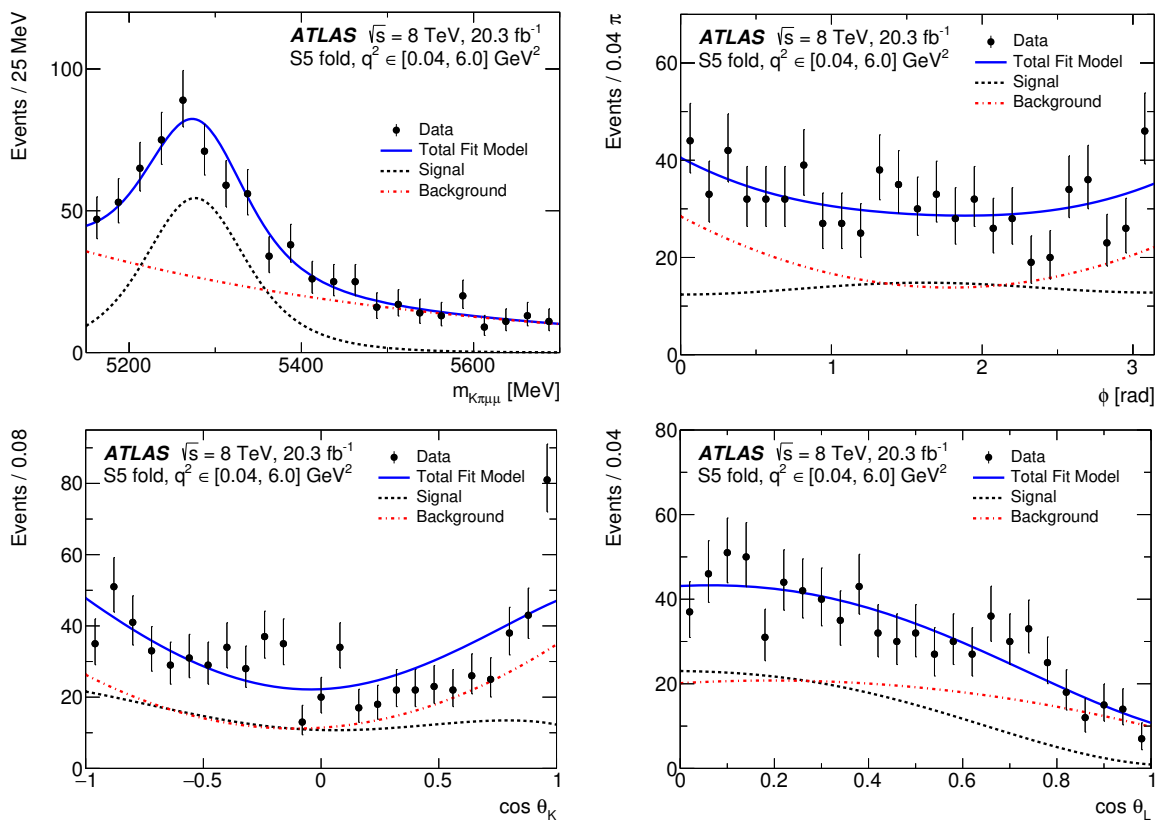 ATLAS √s = 8 TeV, 20.3 fb⁻¹
S5 fold, q² ∈ [0.04, 6.0] GeV²
Data
Total Fit Model
Signal
Background
Events / 25 MeV
100
50
0
5200 5400 5600
m_Kπμμ [MeV]
ATLAS √s = 8 TeV, 20.3 fb⁻¹
S5 fold, q² ∈ [0.04, 6.0] GeV²
Data
Total Fit Model
Signal
Background
Events / 0.04 π
60
40
20
0
0 1 2 3
ϕ [rad]
ATLAS √s = 8 TeV, 20.3 fb⁻¹
S5 fold, q² ∈ [0.04, 6.0] GeV²
Data
Total Fit Model
Signal
Background
Events / 0.08
80
60
40
20
0
−1 −0.5 0 0.5 1
cos θ_K
ATLAS √s = 8 TeV, 20.3 fb⁻¹
S5 fold, q² ∈ [0.04, 6.0] GeV²
Data
Total Fit Model
Signal
Background
Events / 0.04
80
60
40
20
0
0 0.2 0.4 0.6 0.8 1
cos θ_L